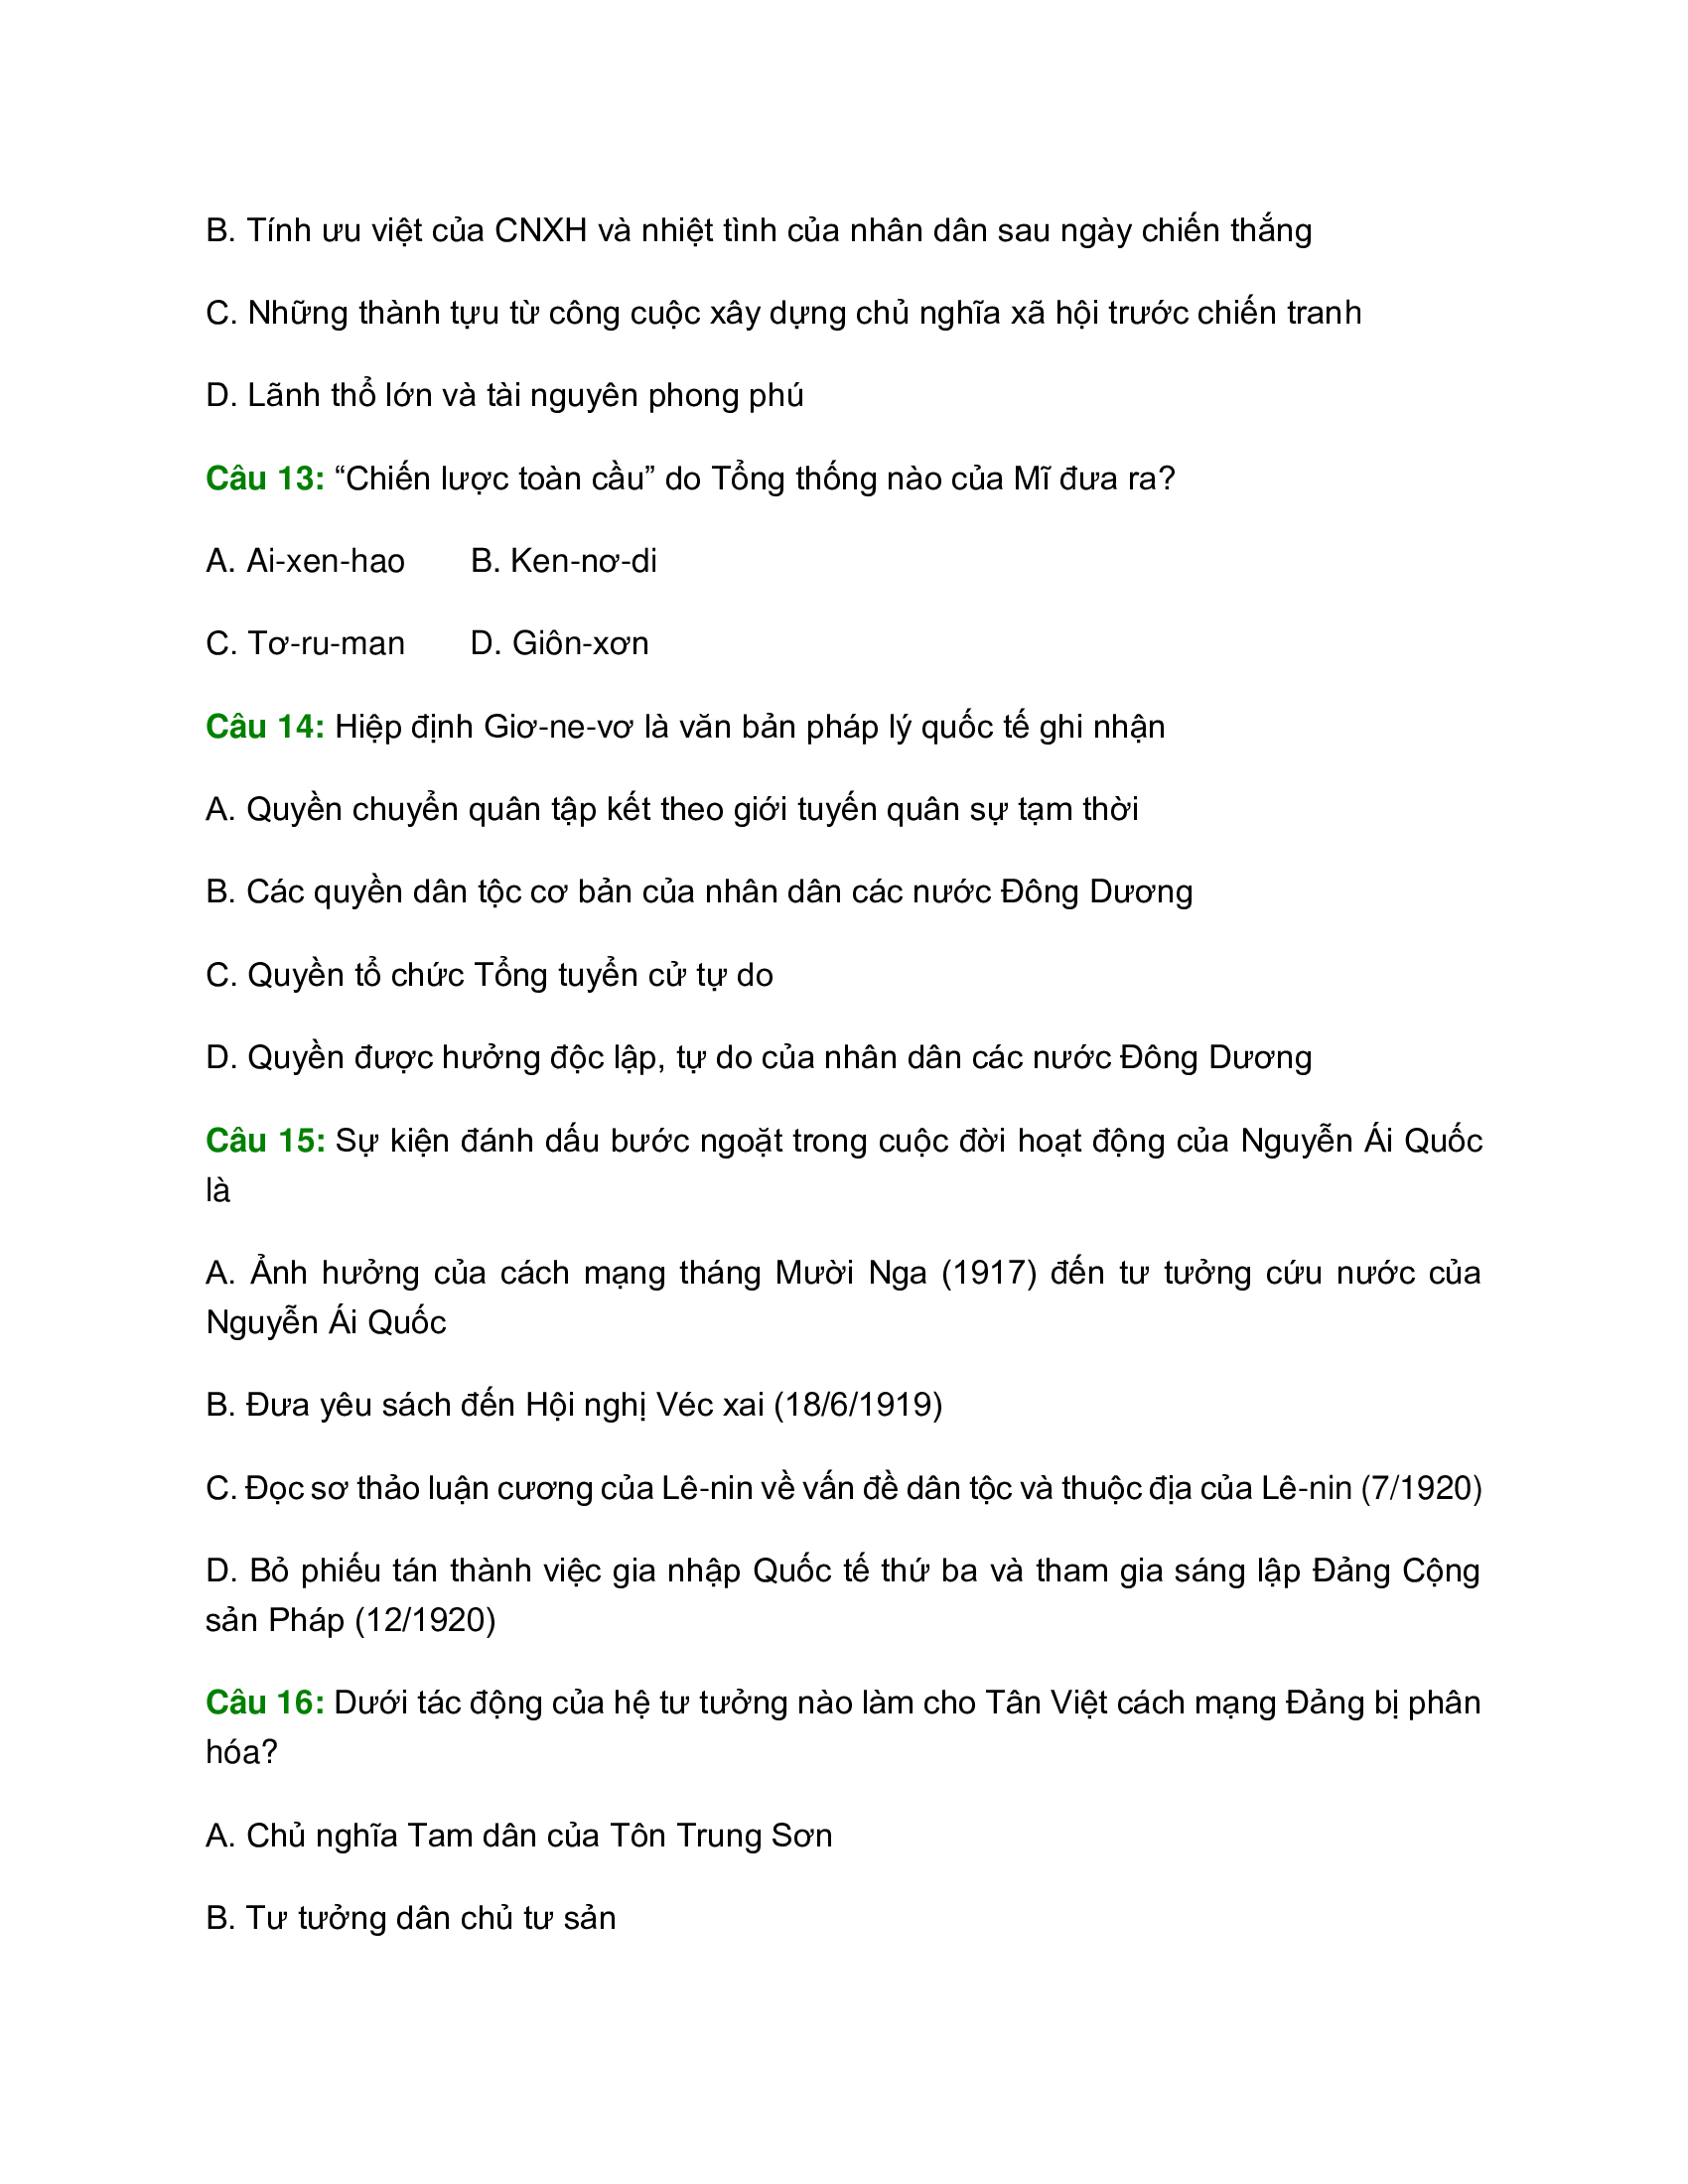 B. Tính ưu việt của CNXH và nhiệt tình của nhân dân sau ngày chiến thắng
C. Những thành tựu từ công cuộc xây dựng chủ nghĩa xã hội trước chiến tranh
D. Lãnh thổ lớn và tài nguyên phong phú
Câu 13: “Chiến lược toàn cầu” do Tổng thống nào của Mĩ đưa ra?
A. Ai-xen-hao B. Ken-nơ-di
C. Tơ-ru-man D. Giôn-xơn
Câu 14: Hiệp định Giơ-ne-vơ là văn bản pháp lý quốc tế ghi nhận
A. Quyền chuyển quân tập kết theo giới tuyến quân sự tạm thời
B. Các quyền dân tộc cơ bản của nhân dân các nước Đông Dương
C. Quyền tổ chức Tổng tuyển cử tự do
D. Quyền được hưởng độc lập, tự do của nhân dân các nước Đông Dương
Câu 15: Sự kiện đánh dấu bước ngoặt trong cuộc đời hoạt động của Nguyễn Ái Quốc
là
A. Ảnh hưởng của cách mạng tháng Mười Nga (1917) đến tư tưởng cứu nước của
Nguyễn Ái Quốc
B. Đưa yêu sách đến Hội nghị Véc xai (18/6/1919)
C. Đọc sơ thảo luận cương của Lê-nin về vấn đề dân tộc và thuộc địa của Lê-nin (7/1920)
D. Bỏ phiếu tán thành việc gia nhập Quốc tế thứ ba và tham gia sáng lập Đảng Cộng
sản Pháp (12/1920)
Câu 16: Dưới tác động của hệ tư tưởng nào làm cho Tân Việt cách mạng Đảng bị phân
hóa?
A. Chủ nghĩa Tam dân của Tôn Trung Sơn
B. Tư tưởng dân chủ tư sản